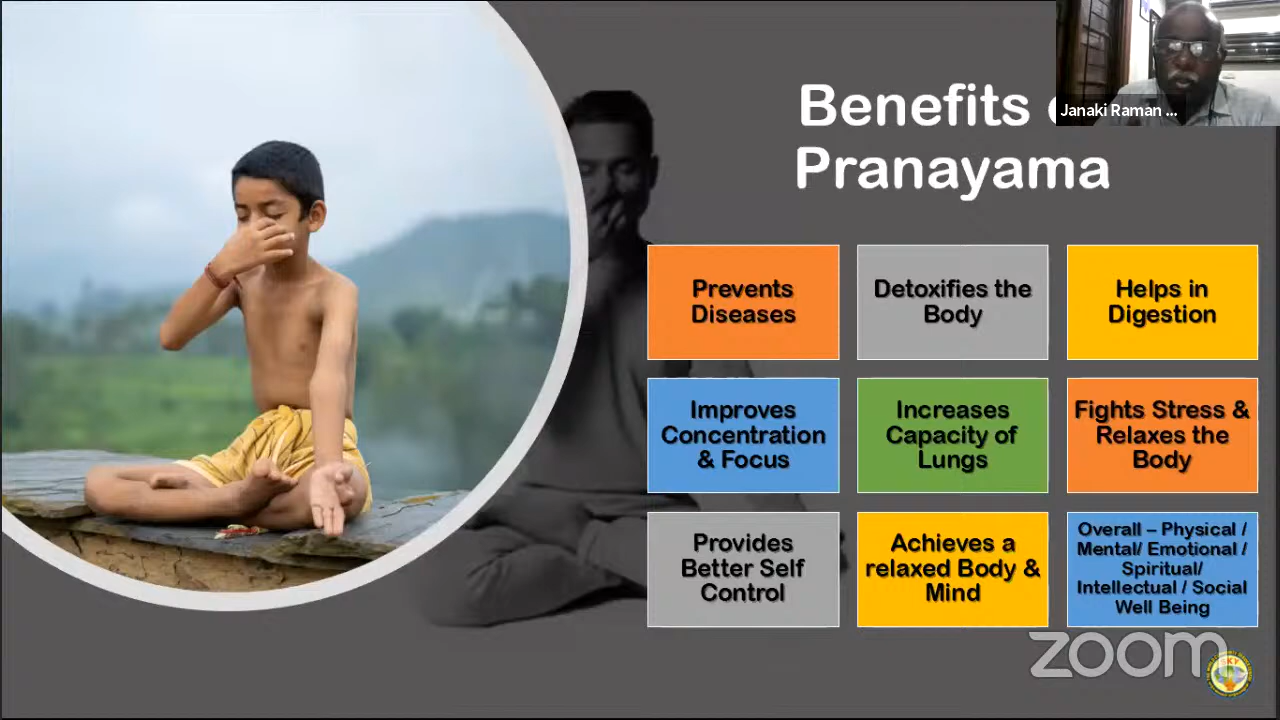 Benefits
Pranayama
Janaki Raman ...
Prevents
Diseases
Detoxifies the
Body
Helps in
Digestion
Improves
Concentration
& Focus
Increases
Capacity of
Lungs
Fights Stress &
Relaxes the
Body
Provides
Better Self
Control
Achieves a
relaxed Body &
Mind
Overall – Physical /
Mental/ Emotional /
Spiritual/
Intellectual / Social
Well Being
zoom
SKY